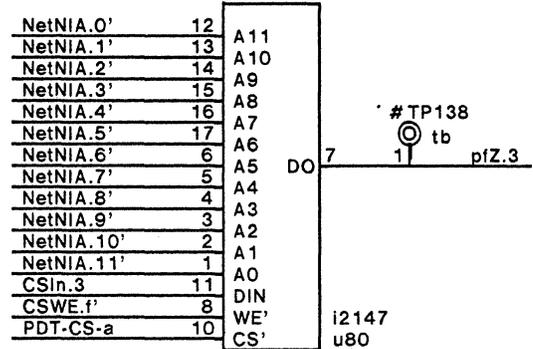 NetNIA.0' 12 A11
NetNIA.1' 13 A10
NetNIA.2' 14 A9
NetNIA.3' 15 A8
NetNIA.4' 16 A7
NetNIA.5' 17 A6
NetNIA.6' 6 A5
NetNIA.7' 5 A4
NetNIA.8' 4 A3
NetNIA.9' 3 A2
NetNIA.10' 2 A1
NetNIA.11' 1 A0
CSIn.3 11 DIN
CSWE.f' 8 WE'
PDT-CS-a 10 CS'
#TP138
tb
DO 7 1 pfZ.3
i2147
u80